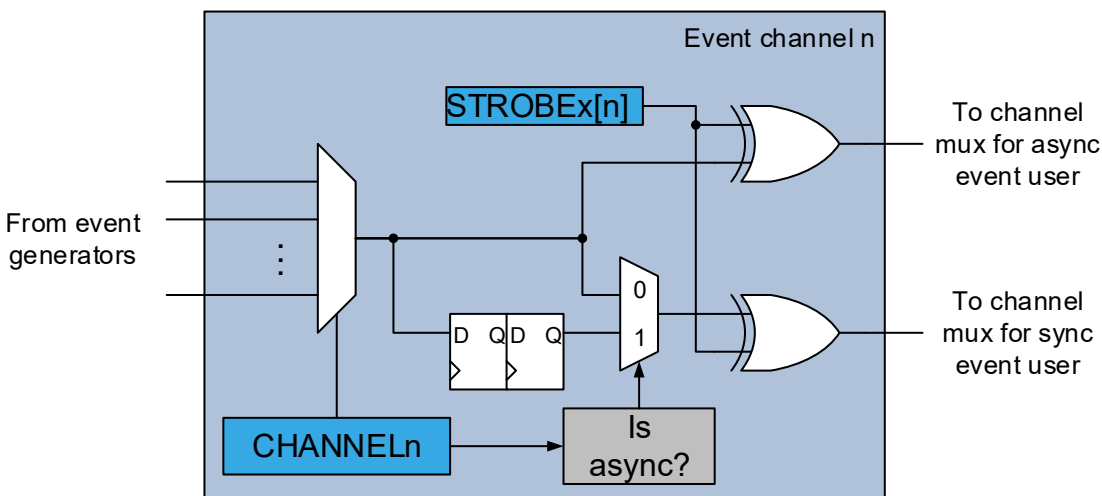 Event channel n
STROBEx[n]
To channel
mux for async
event user
From event
generators
⋮
0
1
D Q D Q
To channel
mux for sync
event user
CHANNELn
Is
async?